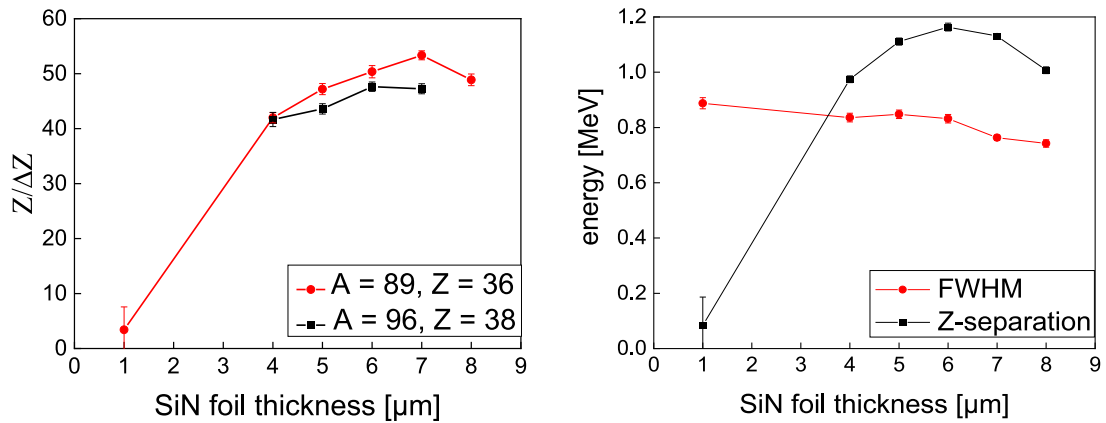 60
50
40
30
20
10
0
Z/ΔZ
0 1 2 3 4 5 6 7 8 9
SiN foil thickness [μm]
A = 89, Z = 36
A = 96, Z = 38
1.2
1.0
0.8
0.6
0.4
0.2
0.0
energy [MeV]
0 1 2 3 4 5 6 7 8 9
SiN foil thickness [μm]
FWHM
Z-separation